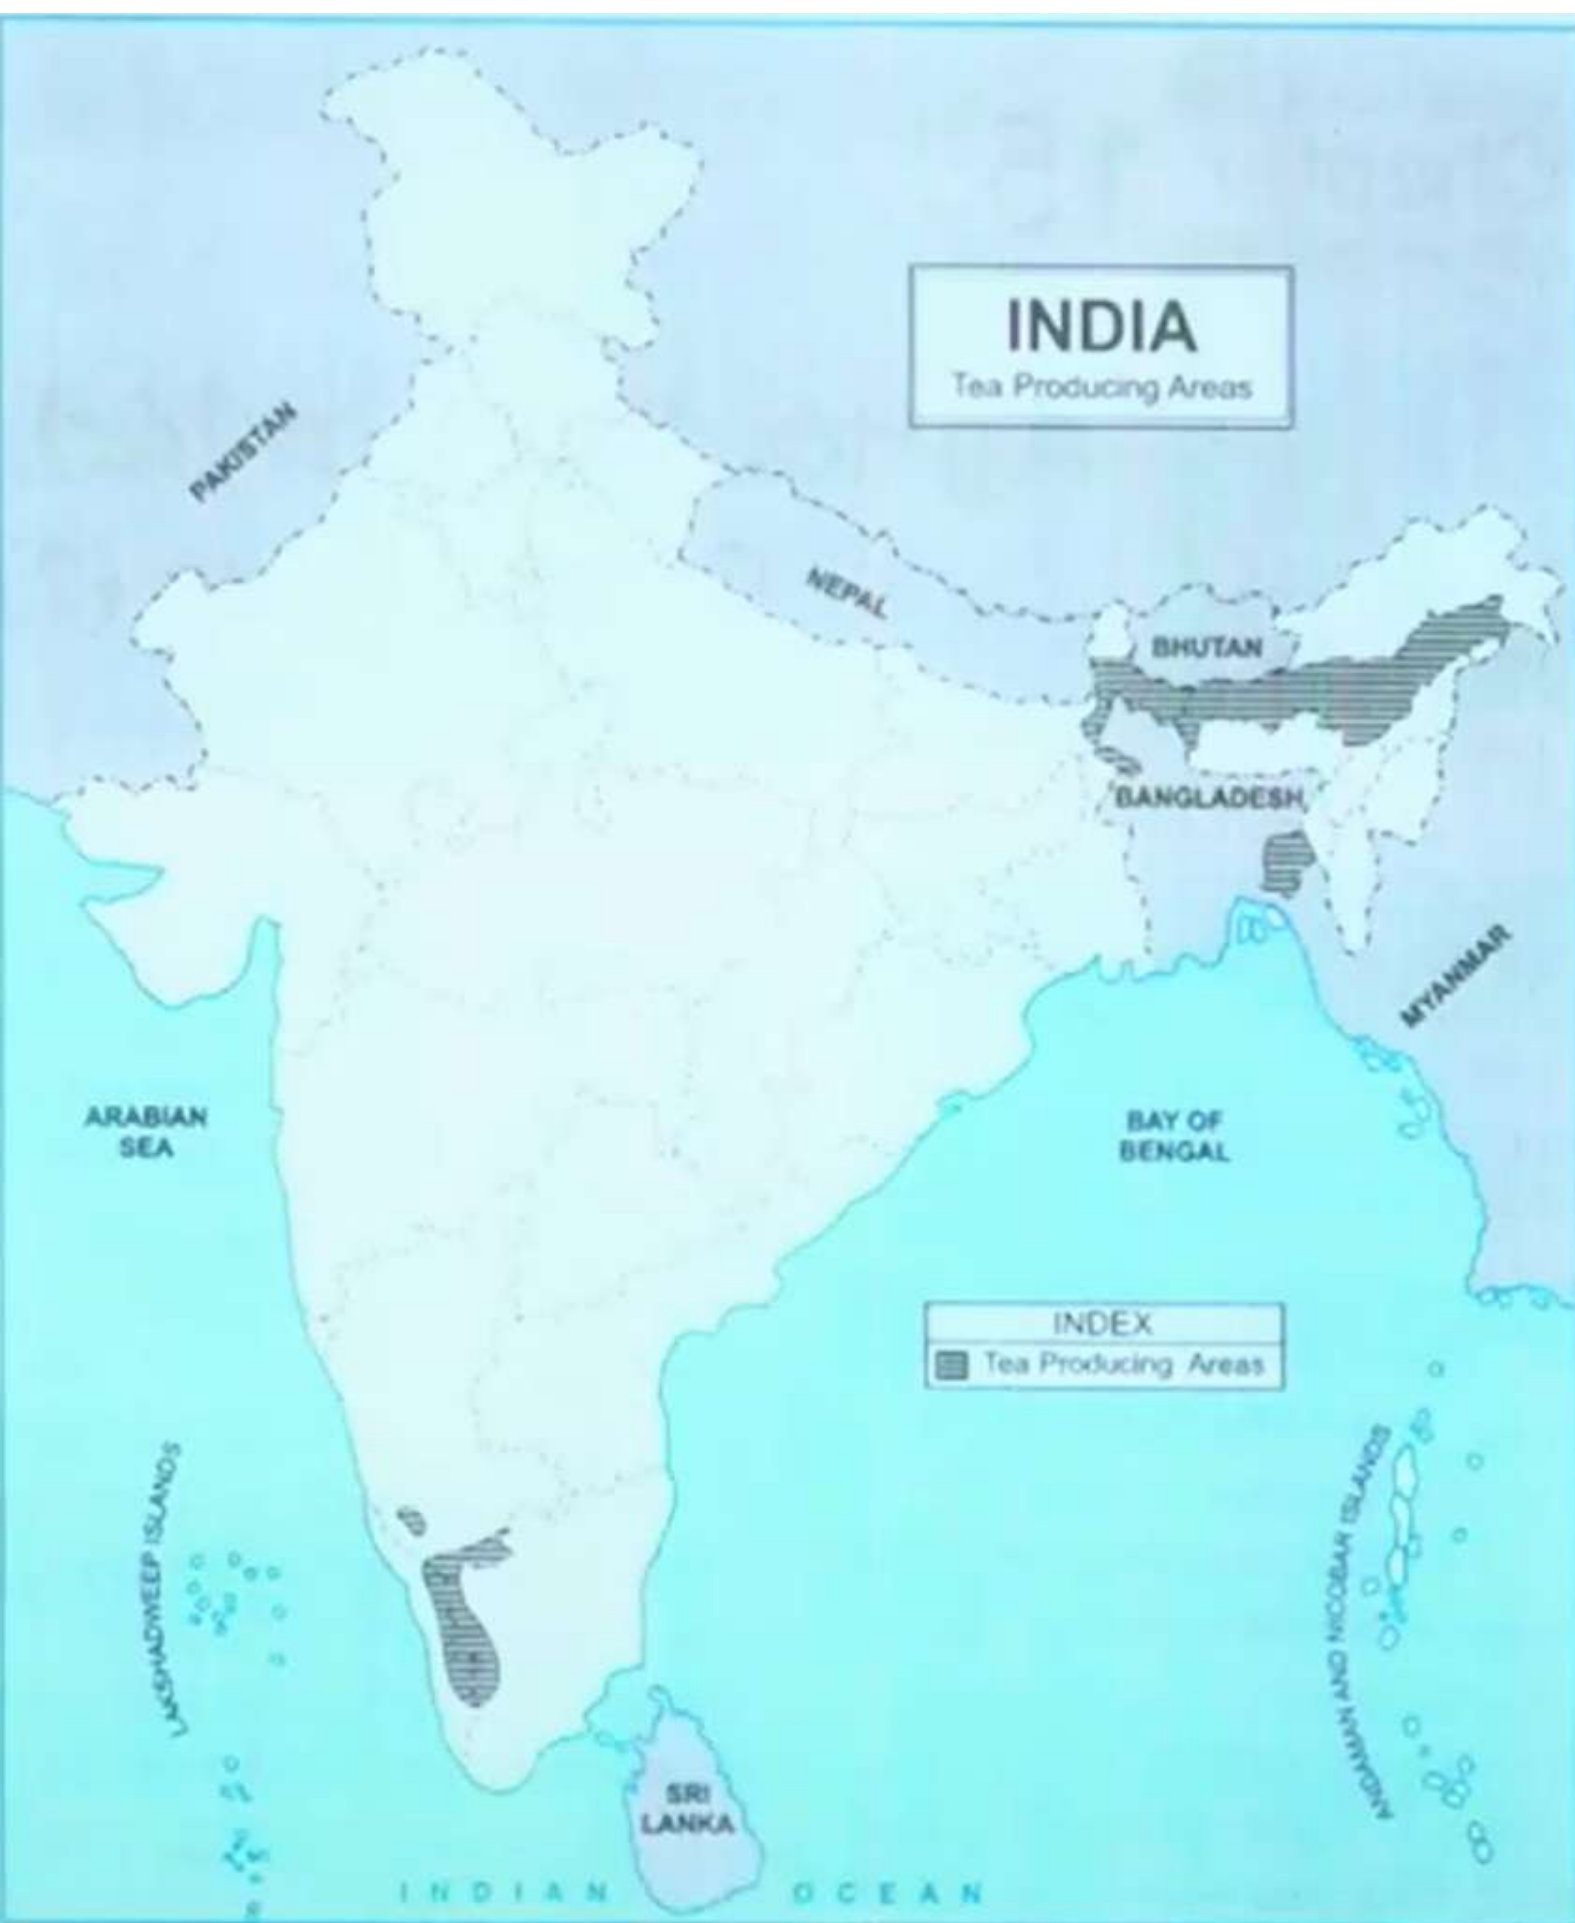 INDIA
Tea Producing Areas
PAKISTAN
NEPAL
BHUTAN
BANGLADESH
MYANMAR
ARABIAN
SEA
BAY OF
BENGAL
INDEX
Tea Producing Areas
LAKSHADWEEP ISLANDS
ANDAMAN AND NICOBAR ISLANDS
SRI
LANKA
INDIAN OCEAN